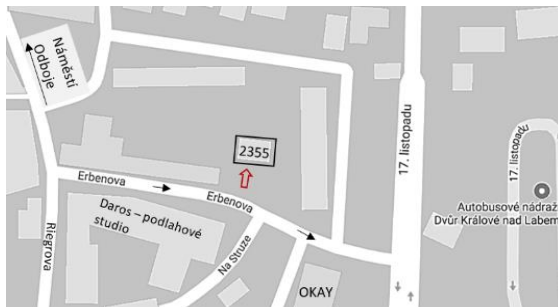 Náměstí
Odboje
17. listopadu
2355
17. listopadu
Erbenova
Erbenova
Autobusové nádraž
Dvůr Králové nad Labem
Daros – podlahové
studio
Riegrova
Na Struze
OKAY